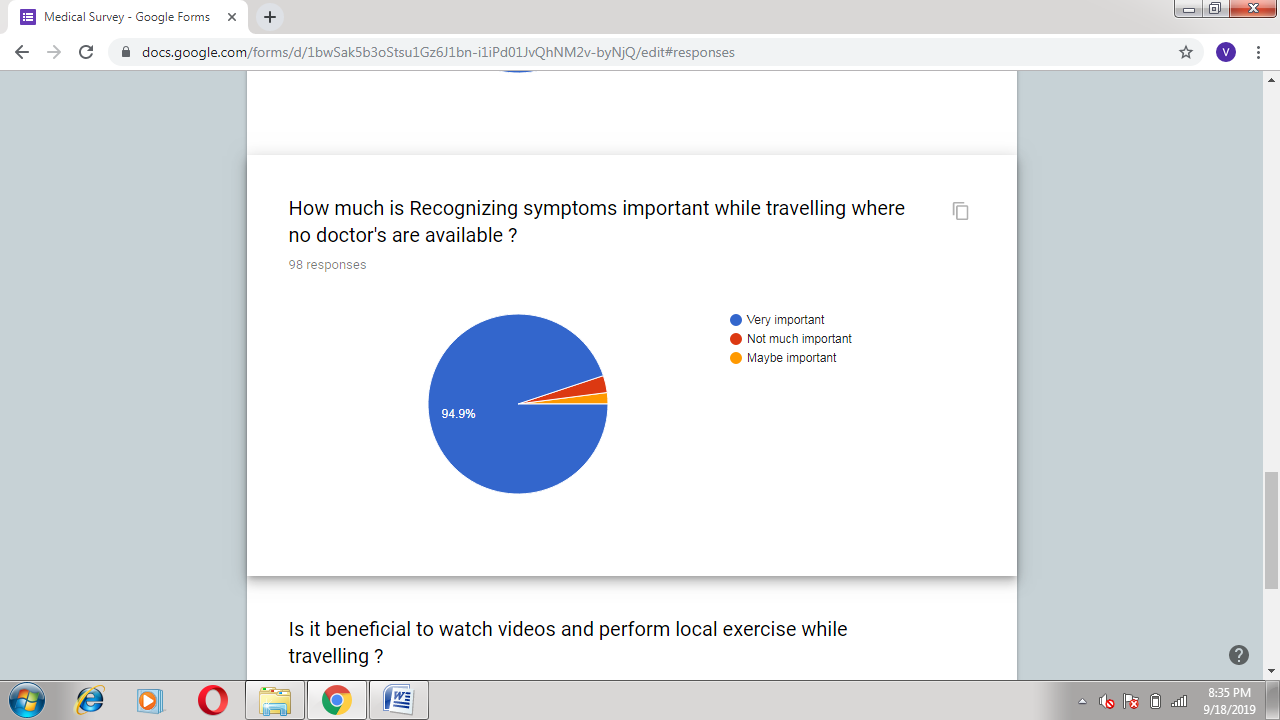 Medical Survey - Google Forms
docs.google.com/forms/d/1bwSak5b3oStsu1Gz6J1bn-i1iPd01JvQhNM2v-byNjQ/edit#responses
V
How much is Recognizing symptoms important while travelling where
no doctor's are available ?
98 responses
Very important
Not much important
Maybe important
94.9%
Is it beneficial to watch videos and perform local exercise while
travelling ?
8:35 PM
9/18/2019